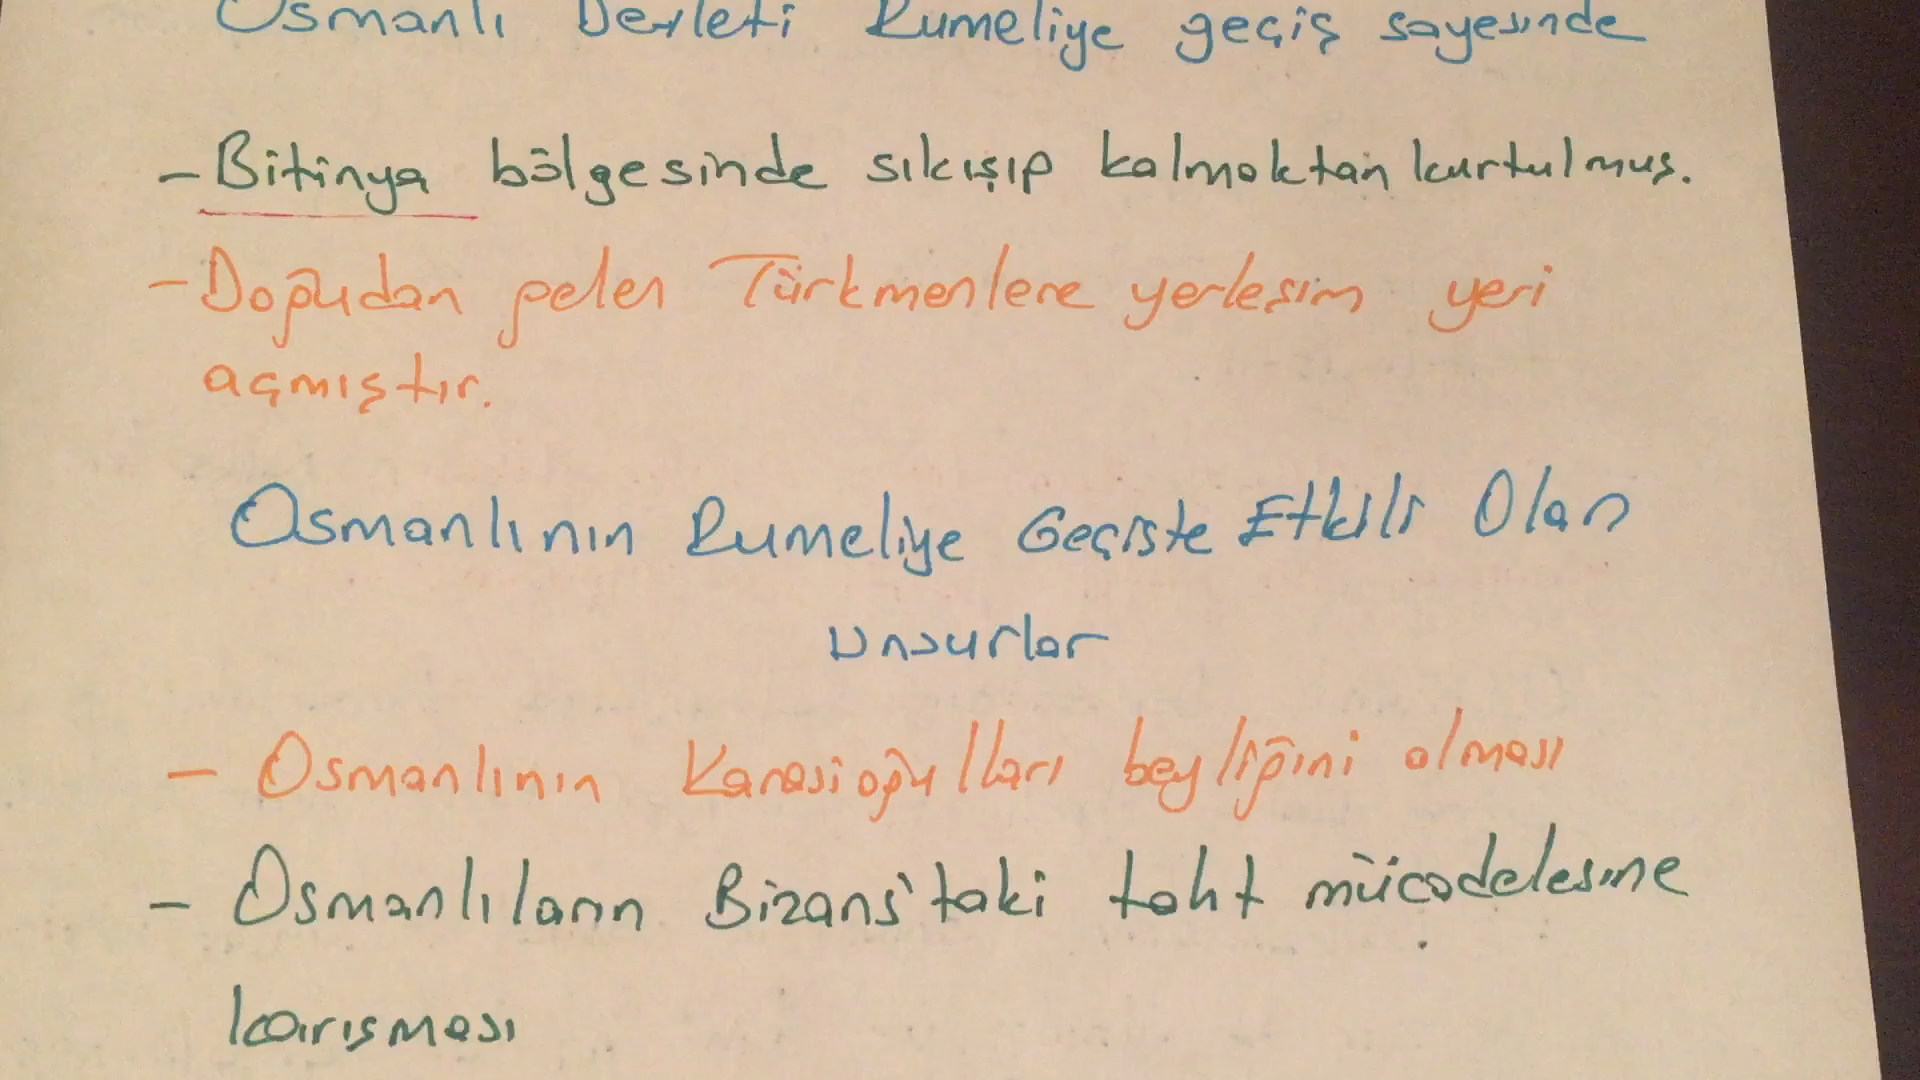 Osmanlı Devleti Rumeliye geçiş sayesinde
- Bitinya bölgesinde sıkışıp kalmaktan kurtulmuş.
- Doğudan gelen Türkmenlere yerleşim yeri
açmıştır.
Osmanlının Rumeliye Geçişte Etkili Olan
Unsurlar
- Osmanlının Karesioğulları beyliğini alması
- Osmanlıların Bizans'taki taht mücadelesine
karışması